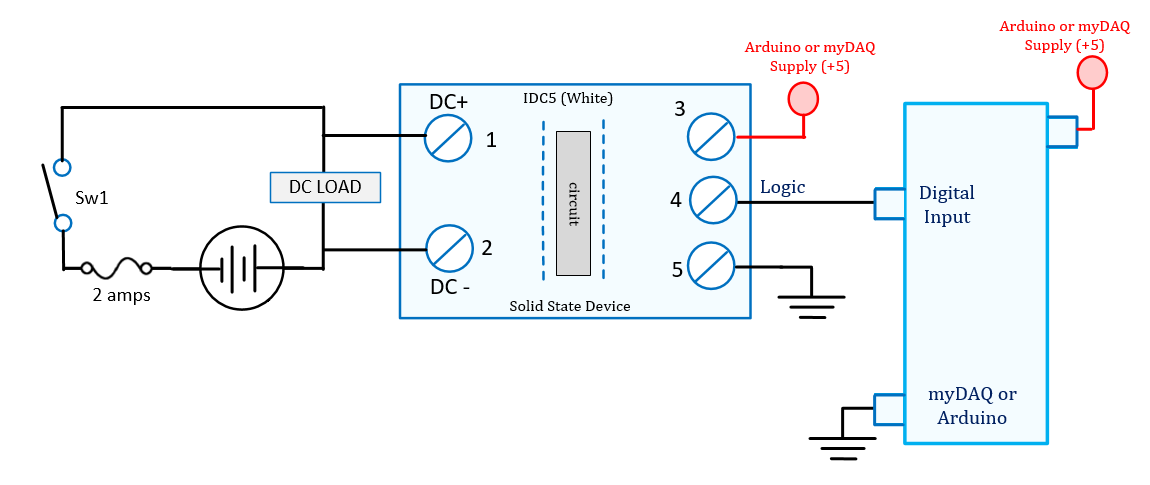 Arduino or myDAQ
Supply (+5)
Arduino or myDAQ
Supply (+5)
DC+
IDC5 (White)
3
1
circuit
DC LOAD
Sw1
4
Logic
Digital
Input
2
5
DC -
2 amps
Solid State Device
myDAQ or
Arduino